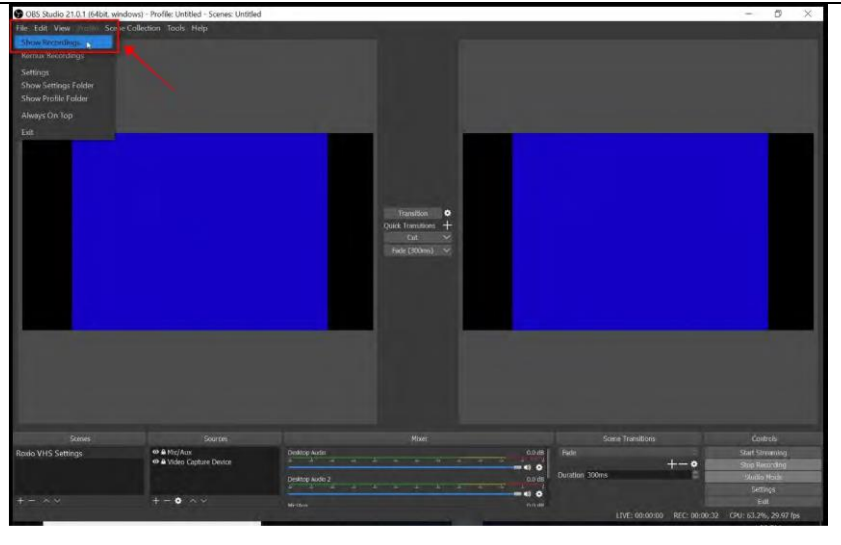 OBS Studio 21.0.1 (64bit, windows) - Profile: Untitled - Scenes: Untitled
File Edit View Profile Scene Collection Tools Help
Show Recordings
Remux Recordings
Settings
Show Settings Folder
Show Profile Folder
Always On Top
Exit
Transition
Quick Transitions
Cut
Fade (300ms)
Scenes Sources Mixer Scene Transitions Controls
Roxio VHS Settings
Mic/Aux
Video Capture Device
Desktop Audio 0.0 dB
Desktop Audio 2 0.0 dB
Fade
Duration 300ms
Start Streaming
Stop Recording
Studio Mode
Settings
Exit
LIVE: 00:00:00 REC: 00:00:32 CPU: 63.2%, 29.97 fps